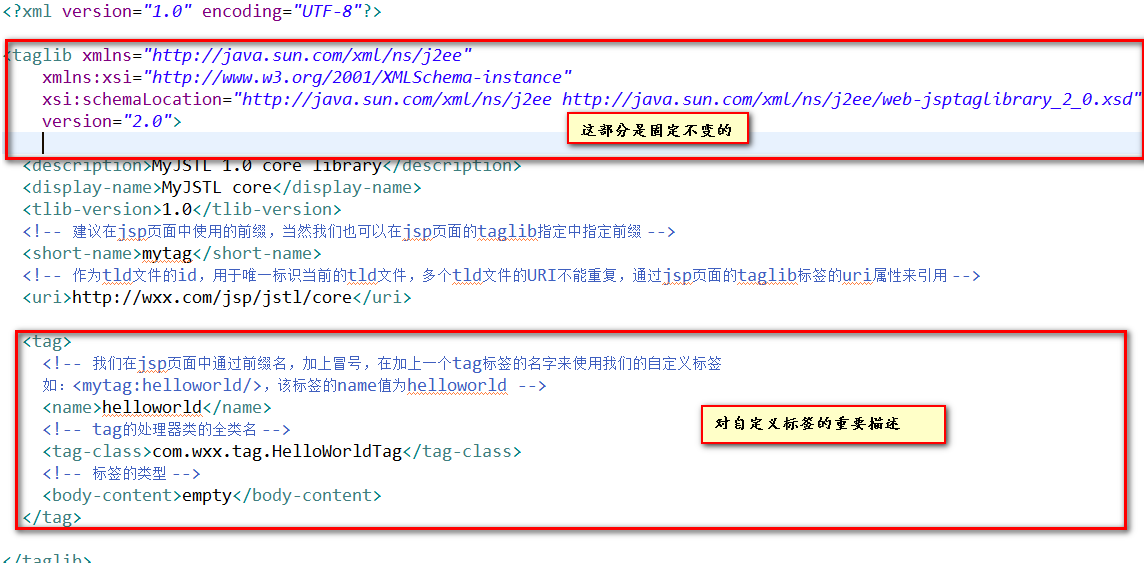 <?xml version="1.0" encoding="UTF-8"?>
<taglib xmlns="http://java.sun.com/xml/ns/j2ee"
xmlns:xsi="http://www.w3.org/2001/XMLSchema-instance"
xsi:schemaLocation="http://java.sun.com/xml/ns/j2ee http://java.sun.com/xml/ns/j2ee/web-jsptaglibrary_2_0.xsd"
version="2.0">
这部分是固定不变的
<description>MyJSTL 1.0 core library</description>
<display-name>MyJSTL core</display-name>
<tlib-version>1.0</tlib-version>
<!-- 建议在jsp页面中使用的前缀，当然我们也可以在jsp页面的taglib指定中指定前缀 -->
<short-name>mytag</short-name>
<!-- 作为tld文件的id，用于唯一标识当前的tld文件，多个tld文件的URI不能重复，通过jsp页面的taglib标签的uri属性来引用 -->
<uri>http://wxx.com/jsp/jstl/core</uri>
<tag>
<!-- 我们在jsp页面中通过前缀名，加上冒号，在加上一个tag标签的名字来使用我们的自定义标签
如：<mytag:helloworld/>，该标签的name值为helloworld -->
<name>helloworld</name>
<!-- tag的处理器类的全类名 -->
对自定义标签的重要描述
<tag-class>com.wxx.tag.HelloWorldTag</tag-class>
<!-- 标签的类型 -->
<body-content>empty</body-content>
</tag>
</taglib>